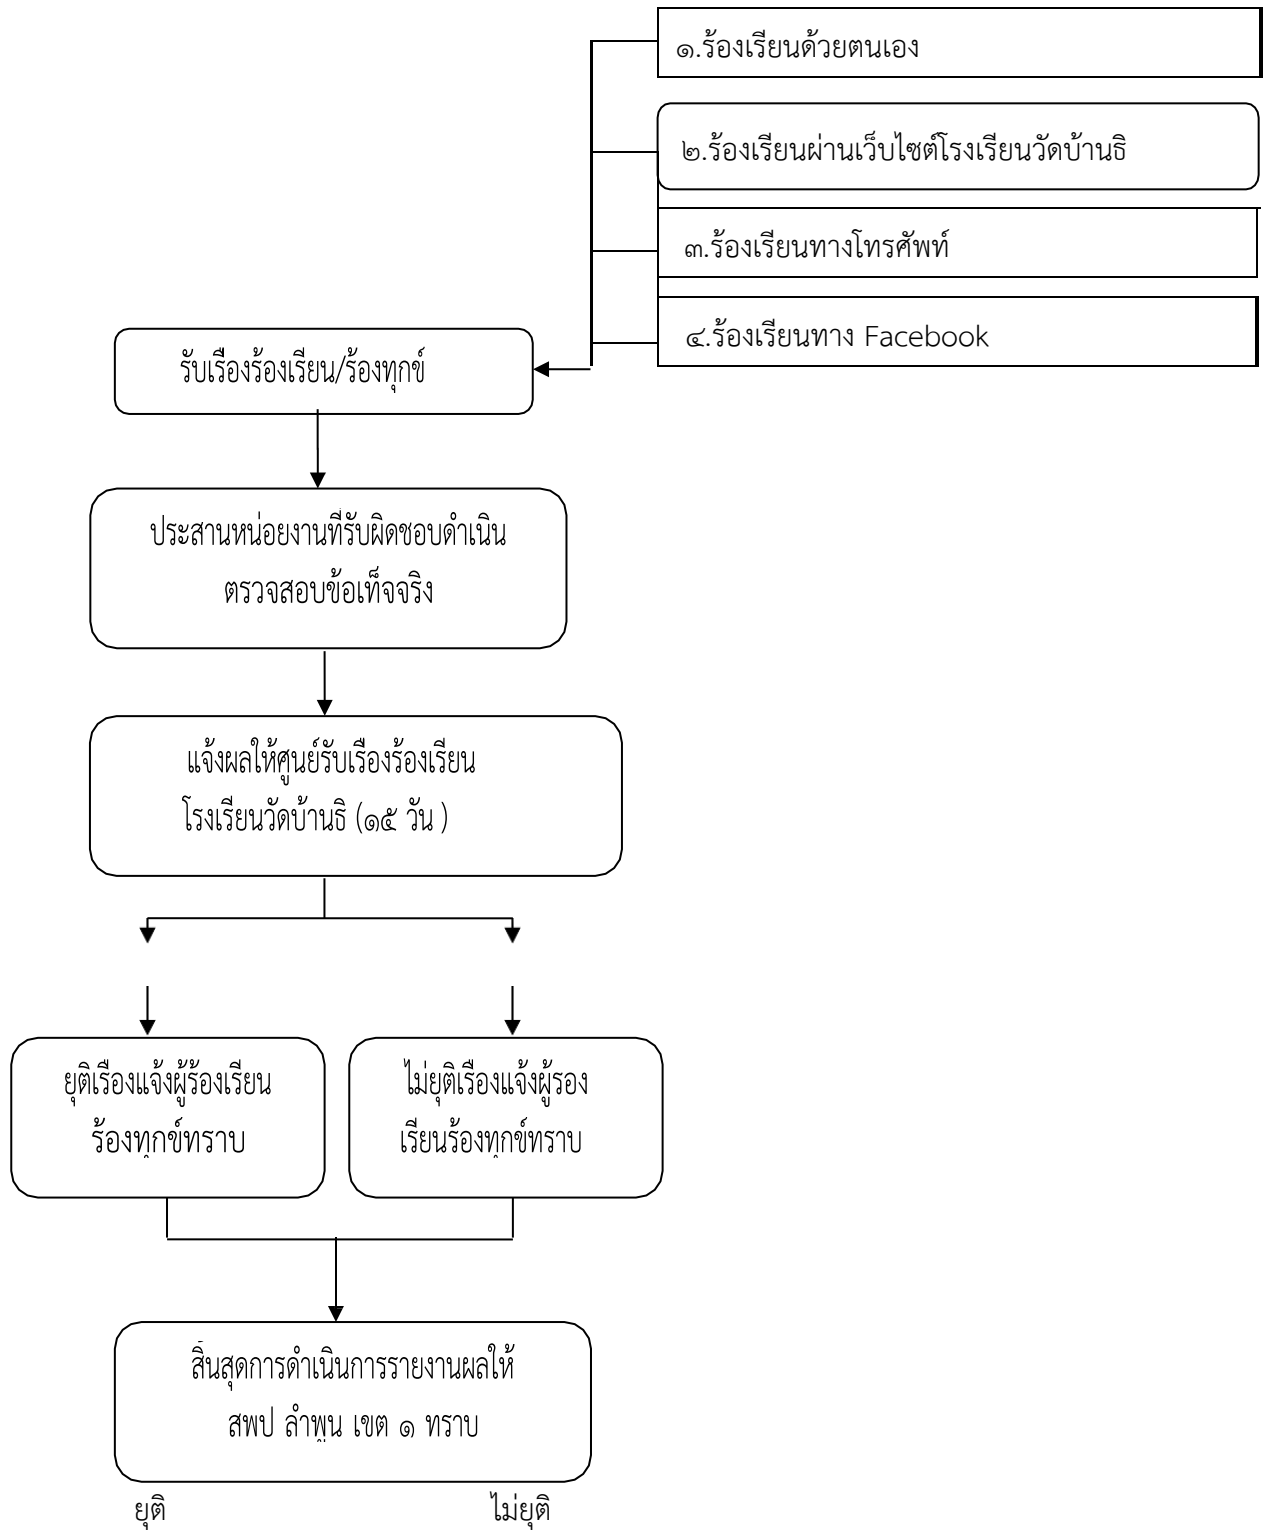 ๑.ร้องเรียนด้วยตนเอง
๒.ร้องเรียนผ่านเว็บไซต์โรงเรียนวัดบ้านธิ
๓.ร้องเรียนทางโทรศัพท์
๔.ร้องเรียนทาง Facebook
รับเรื่องร้องเรียน/ร้องทุกข์
ประสานหน่อยงานที่รับผิดชอบดำเนิน
ตรวจสอบข้อเท็จจริง
แจ้งผลให้ศูนย์รับเรื่องร้องเรียน
โรงเรียนวัดบ้านธิ (๑๕ วัน )
ยุติเรื่องแจ้งผู้ร้องเรียน
ร้องทุกข์ทราบ
ไม่ยุติเรื่องแจ้งผู้รอง
เรียนร้องทุกข์ทราบ
สิ้นสุดการดำเนินการรายงานผลให้
สพป ลำพูน เขต ๑ ทราบ
ยุติ
ไม่ยุติ